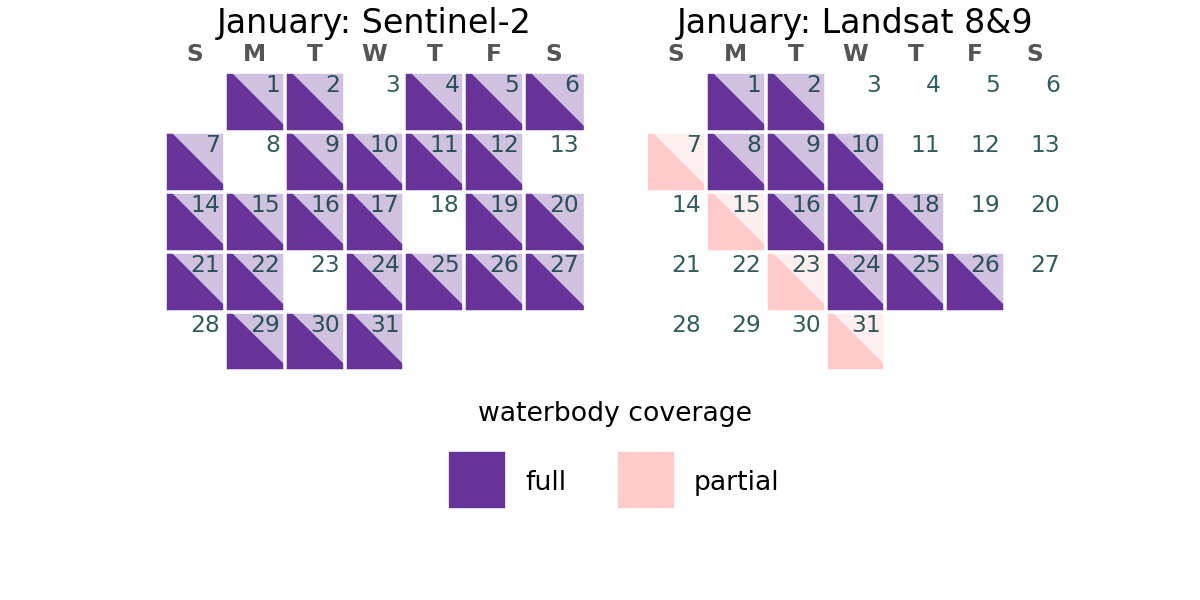 January: Sentinel-2
S M T W T F S
1 2 3 4 5 6
7 8 9 10 11 12 13
14 15 16 17 18 19 20
21 22 23 24 25 26 27
28 29 30 31
January: Landsat 8&9
S M T W T F S
1 2 3 4 5 6
7 8 9 10 11 12 13
14 15 16 17 18 19 20
21 22 23 24 25 26 27
28 29 30 31
waterbody coverage
full partial